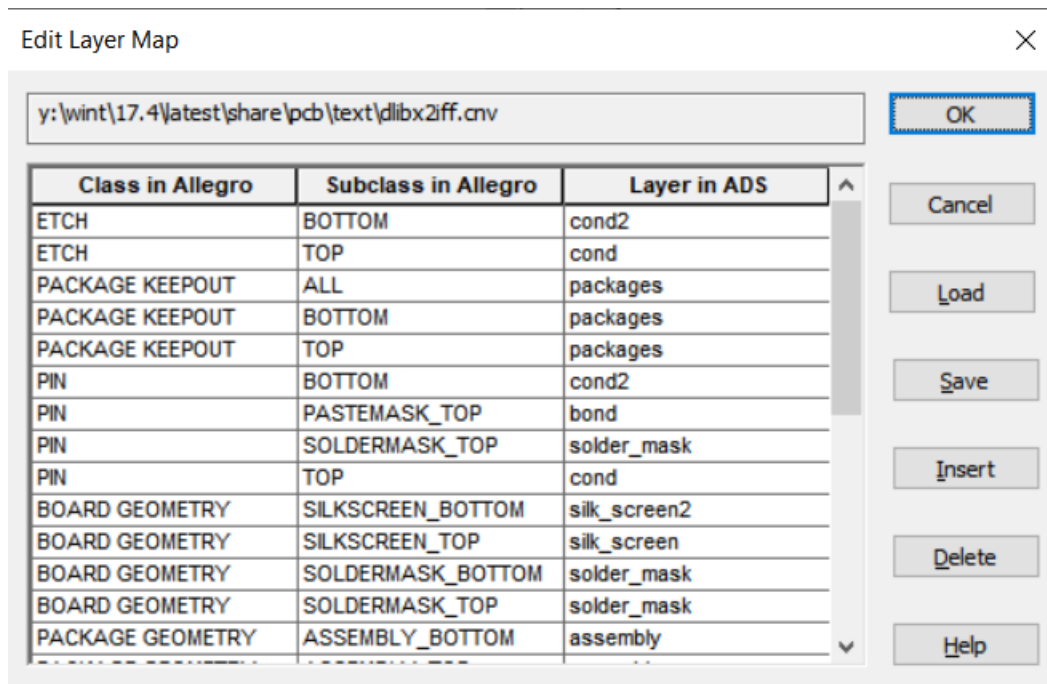 Edit Layer Map
y:\wint\17.4\latest\share\pcb\text\dlibx2iff.cnv
OK
Class in Allegro Subclass in Allegro Layer in ADS
ETCH BOTTOM cond2
Cancel
ETCH TOP cond
PACKAGE KEEPOUT ALL packages
Load
PACKAGE KEEPOUT BOTTOM packages
PACKAGE KEEPOUT TOP packages
PIN BOTTOM cond2
Save
PIN PASTEMASK_TOP bond
PIN SOLDERMASK_TOP solder_mask
PIN TOP cond
Insert
BOARD GEOMETRY SILKSCREEN_BOTTOM silk_screen2
BOARD GEOMETRY SILKSCREEN_TOP silk_screen
BOARD GEOMETRY SOLDERMASK_BOTTOM solder_mask
Delete
BOARD GEOMETRY SOLDERMASK_TOP solder_mask
PACKAGE GEOMETRY ASSEMBLY_BOTTOM assembly
Help